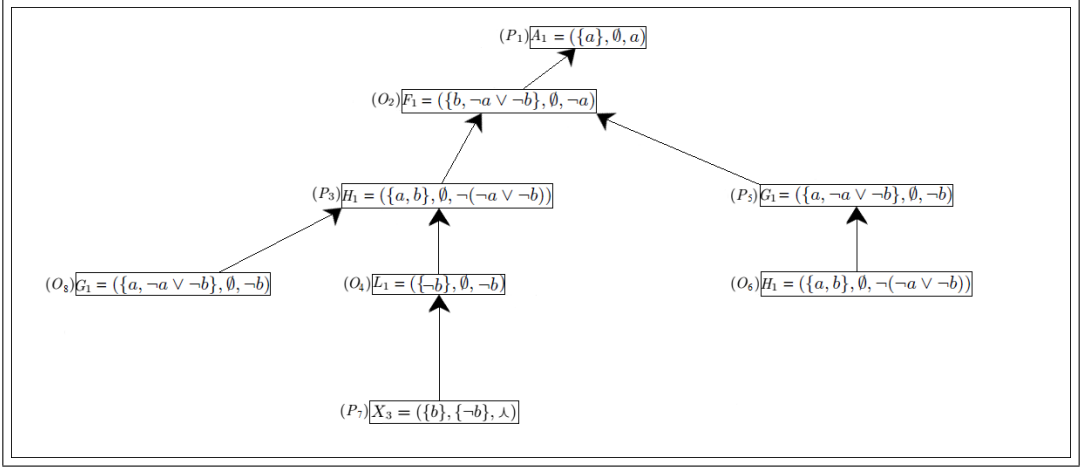 (P₁) A₁ = ({a}, ∅, a)
(O₂) F₁ = ({b, ¬a ∨ ¬b}, ∅, ¬a)
(P₃) H₁ = ({a, b}, ∅, ¬(¬a ∨ ¬b))
(P₅) G₁ = ({a, ¬a ∨ ¬b}, ∅, ¬b)
(O₈) G₁ = ({a, ¬a ∨ ¬b}, ∅, ¬b)
(O₄) L₁ = ({¬b}, ∅, ¬b)
(O₆) H₁ = ({a, b}, ∅, ¬(¬a ∨ ¬b))
(P₇) X₃ = ({b}, {¬b}, ⋏)